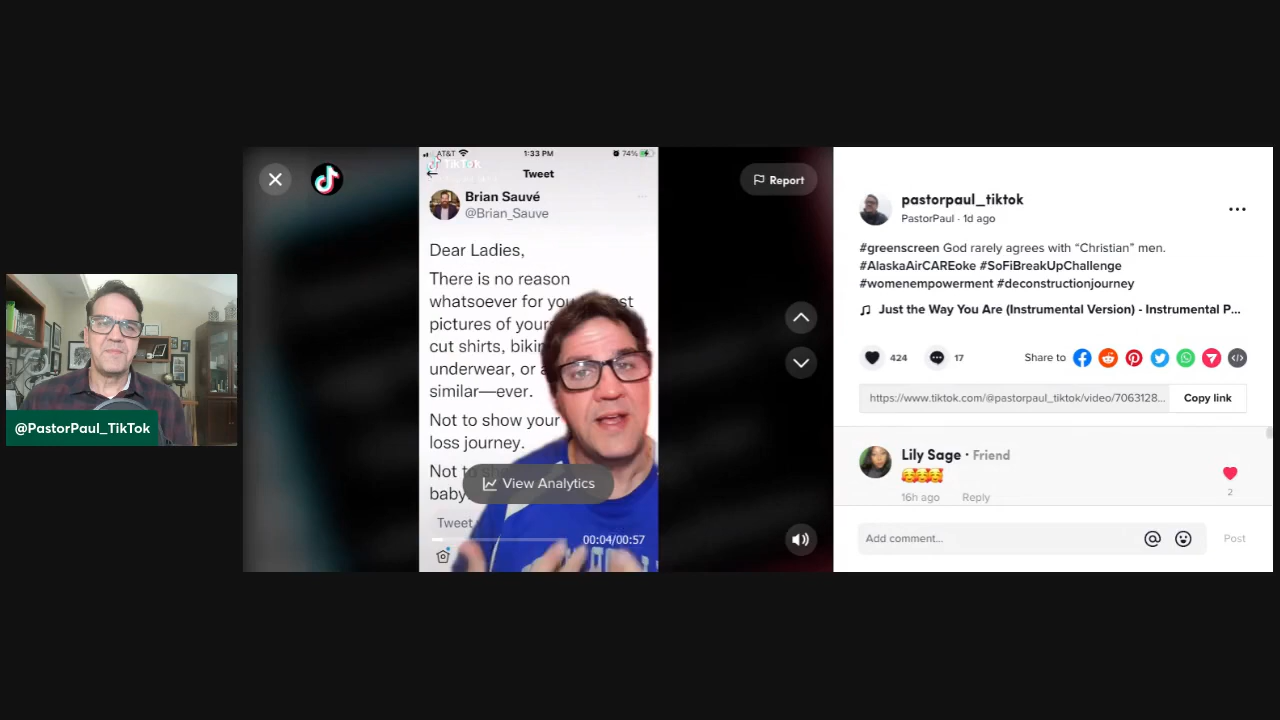 @PastorPaul_TikTok
AT&T
1:33 PM
74%
TikTok
Tweet
Brian Sauvé
@Brian_Sauve
Dear Ladies,
There is no reason
whatsoever for you
pictures of
cut shirts,
underwear, or
similar—ever.
Not to show your
loss journey.
Not
baby
Tweet
View Analytics
00:04/00:57
Report
pastorpaul_tiktok
PastorPaul · 1d ago
#greenscreen God rarely agrees with “Christian” men.
#AlaskaAirCAREoke #SoFiBreakUpChallenge
#womenempowerment #deconstructionjourney
Just the Way You Are (Instrumental Version) - Instrumental P...
424
17
Share to
https://www.tiktok.com/@pastorpaul_tiktok/video/7063128...
Copy link
Lily Sage · Friend
🥰🥰🥰
2
16h ago Reply
Add comment...
Post